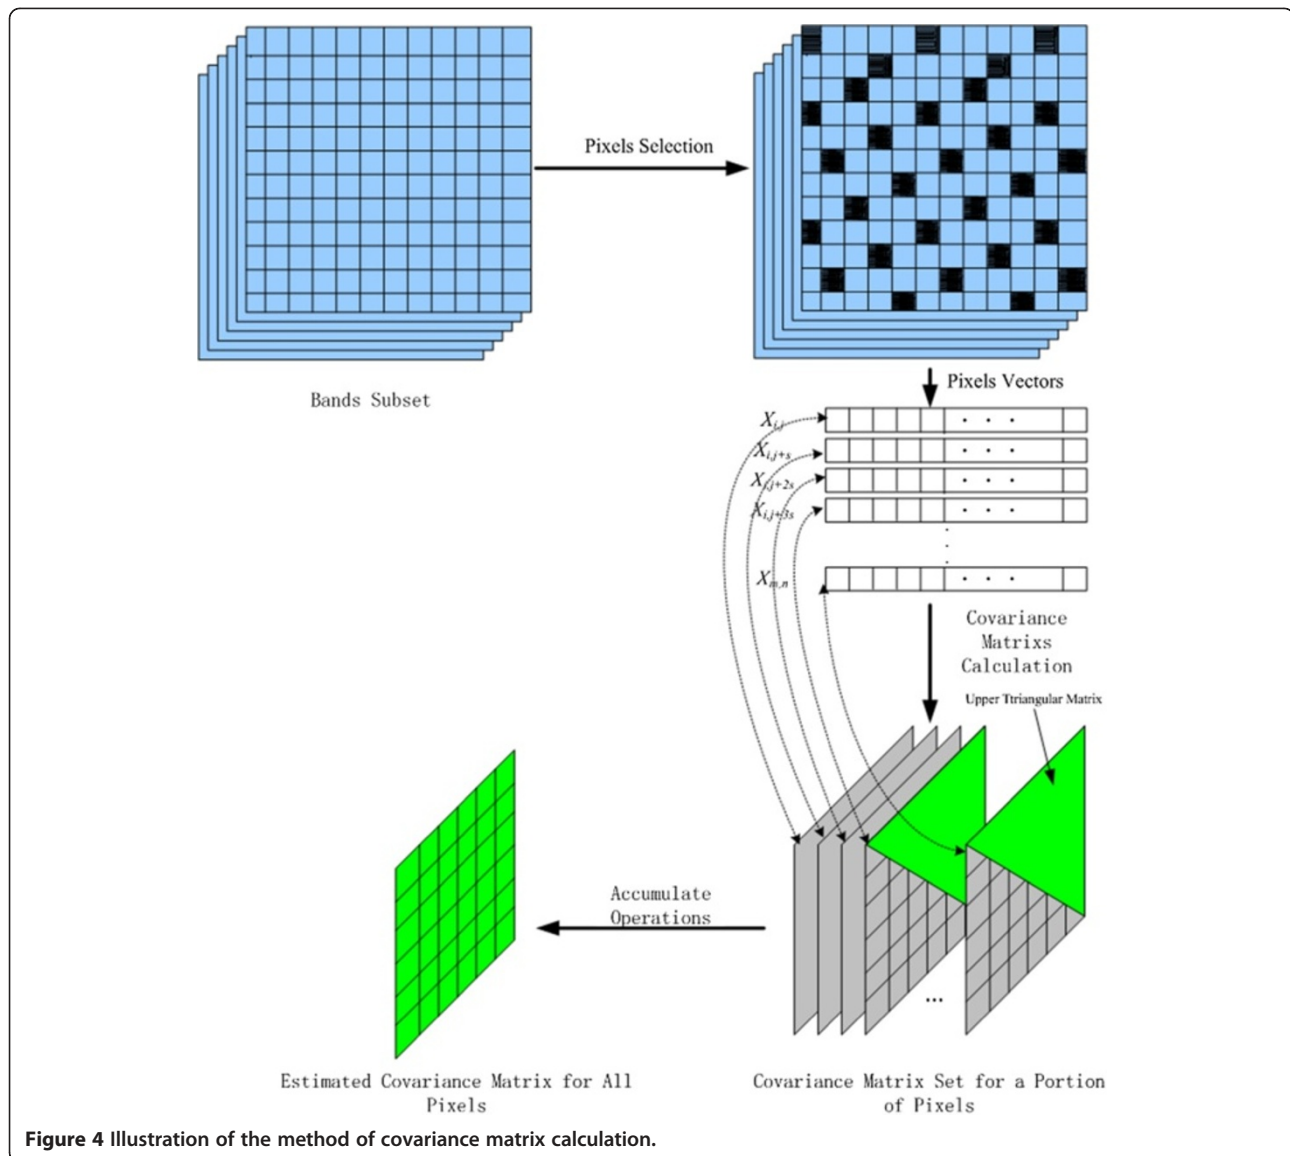 Pixels Selection
Bands Subset
Pixels Vectors
X_{i,j}
X_{i,j+s}
X_{i,j+2s}
X_{i,j+3s}
X_{m,n}
Covariance
Matrixs
Calculation
Upper Ttriangular Matrix
Accumulate
Operations
...
Estimated Covariance Matrix for All
Pixels
Covariance Matrix Set for a Portion
of Pixels
Figure 4 Illustration of the method of covariance matrix calculation.